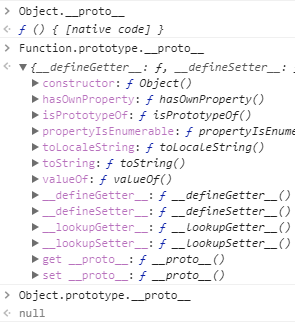 > Object.__proto__
< ƒ () { [native code] }
> Function.prototype.__proto__
< ▼ {__defineGetter__: ƒ, __defineSetter__:
▶ constructor: ƒ Object()
▶ hasOwnProperty: ƒ hasOwnProperty()
▶ isPrototypeOf: ƒ isPrototypeOf()
▶ propertyIsEnumerable: ƒ propertyIsEnume
▶ toLocaleString: ƒ toLocaleString()
▶ toString: ƒ toString()
▶ valueOf: ƒ valueOf()
▶ __defineGetter__: ƒ __defineGetter__()
▶ __defineSetter__: ƒ __defineSetter__()
▶ __lookupGetter__: ƒ __lookupGetter__()
▶ __lookupSetter__: ƒ __lookupSetter__()
▶ get __proto__: ƒ __proto__()
▶ set __proto__: ƒ __proto__()
> Object.prototype.__proto__
< null